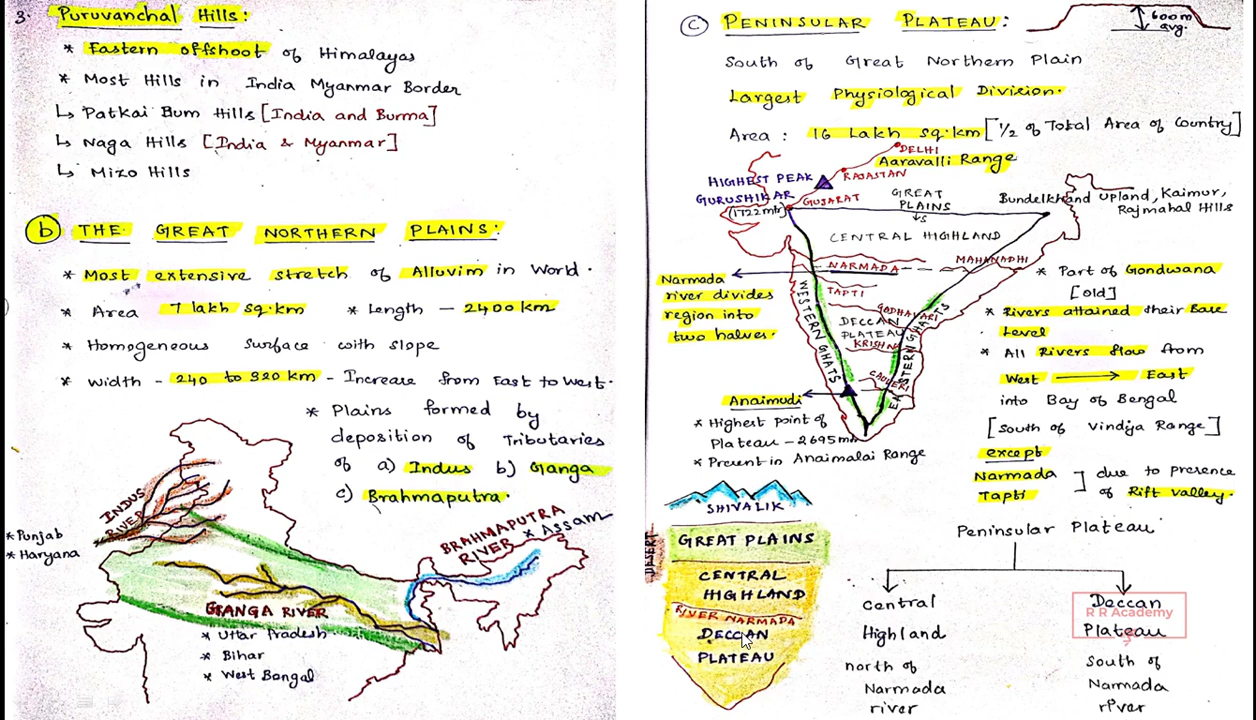 3. Puruvanchal Hills:
* Eastern offshoot of Himalayas
* Most Hills in India Myanmar Border
↳ Patkai Bum Hills [India and Burma]
↳ Naga Hills [India & Myanmar]
↳ Mizo Hills
b) THE GREAT NORTHERN PLAINS:
* Most extensive stretch of Alluvim in World.
* Area 7 lakh sq.km * Length – 2400 km
* Homogeneous surface with slope
* Width - 240 to 320 km - Increase from East to West.
* Plains formed by
deposition of Tributaries
of a) Indus b) Ganga
c) Brahmaputra.
INDUS
RIVER
* Punjab
* Haryana
BRAHMAPUTRA
RIVER * Assam
GANGA RIVER
* Uttar Pradesh
* Bihar
* West Bengal
C) PENINSULAR PLATEAU:
600m
avg.
South of Great Northern Plain
Largest Physiological Division.
Area: 16 Lakh sq.km [1/2 of Total Area of Country]
DELHI
Aaravalli Range
HIGHEST PEAK
RAJASTAN
GURUSHIKAR
(1722mtr)
GUJARAT
GREAT
PLAINS
Bundelkhand upland, Kaimur,
Rajmahal Hills
CENTRAL HIGHLAND
NARMADA
MAHANADHI
Narmada
river divides
region into
two halves.
TAPTI
WESTERN GHATS
DECCAN
PLATEAU
GODHAVARI
KRISHNA
CAUVERI
EASTERN GHATS
Anaimudi
* Highest point of
Plateau – 2695mtr
* Present in Anaimalai Range
* Part of Gondwana
[old]
* Rivers attained their Base
Level
* All Rivers flow from
West → East
into Bay of Bengal
[South of Vindya Range]
except
Narmada
Tapti ] due to presence
of Rift valley.
SHIVALIK
DESERT
GREAT PLAINS
CENTRAL
HIGHLAND
RIVER NARMADA
DECCAN
PLATEAU
Peninsular Plateau
Central
Highland
north of
Narmada
river
Deccan
Plateau
R R Academy
South of
Narmada
river